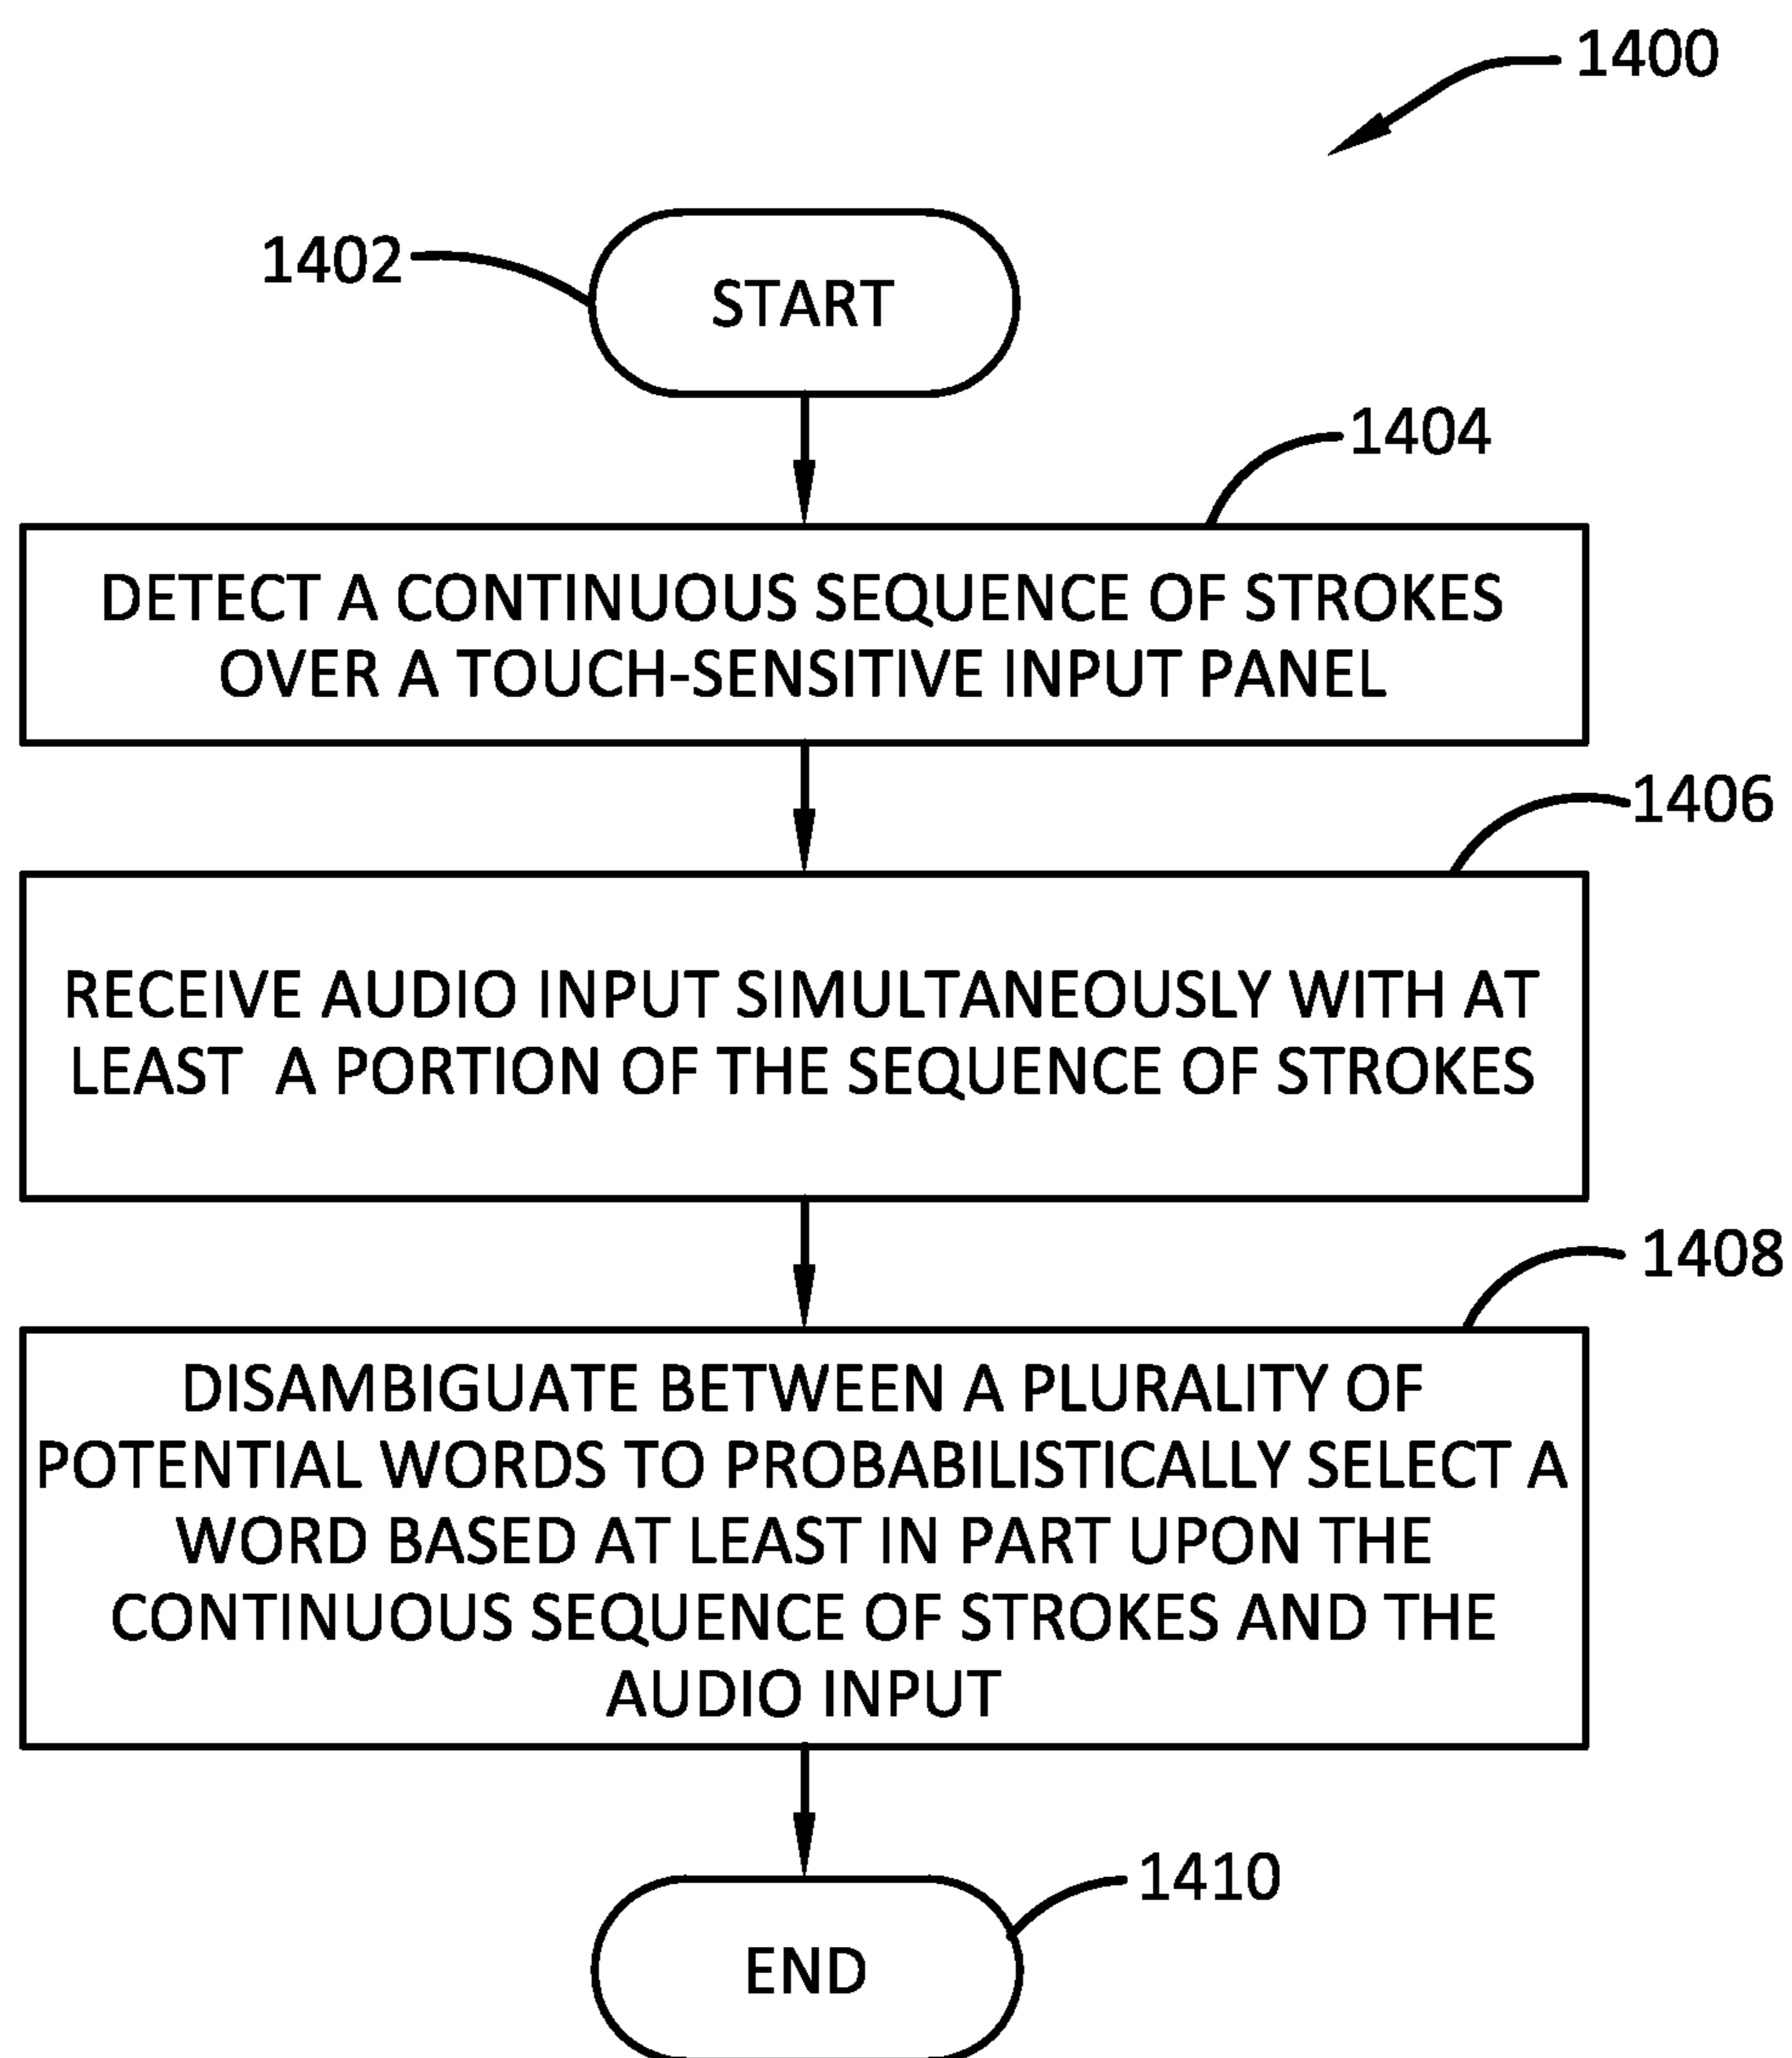 1400
1402
START
1404
DETECT A CONTINUOUS SEQUENCE OF STROKES
OVER A TOUCH-SENSITIVE INPUT PANEL
1406
RECEIVE AUDIO INPUT SIMULTANEOUSLY WITH AT
LEAST A PORTION OF THE SEQUENCE OF STROKES
1408
DISAMBIGUATE BETWEEN A PLURALITY OF
POTENTIAL WORDS TO PROBABILISTICALLY SELECT A
WORD BASED AT LEAST IN PART UPON THE
CONTINUOUS SEQUENCE OF STROKES AND THE
AUDIO INPUT
1410
END